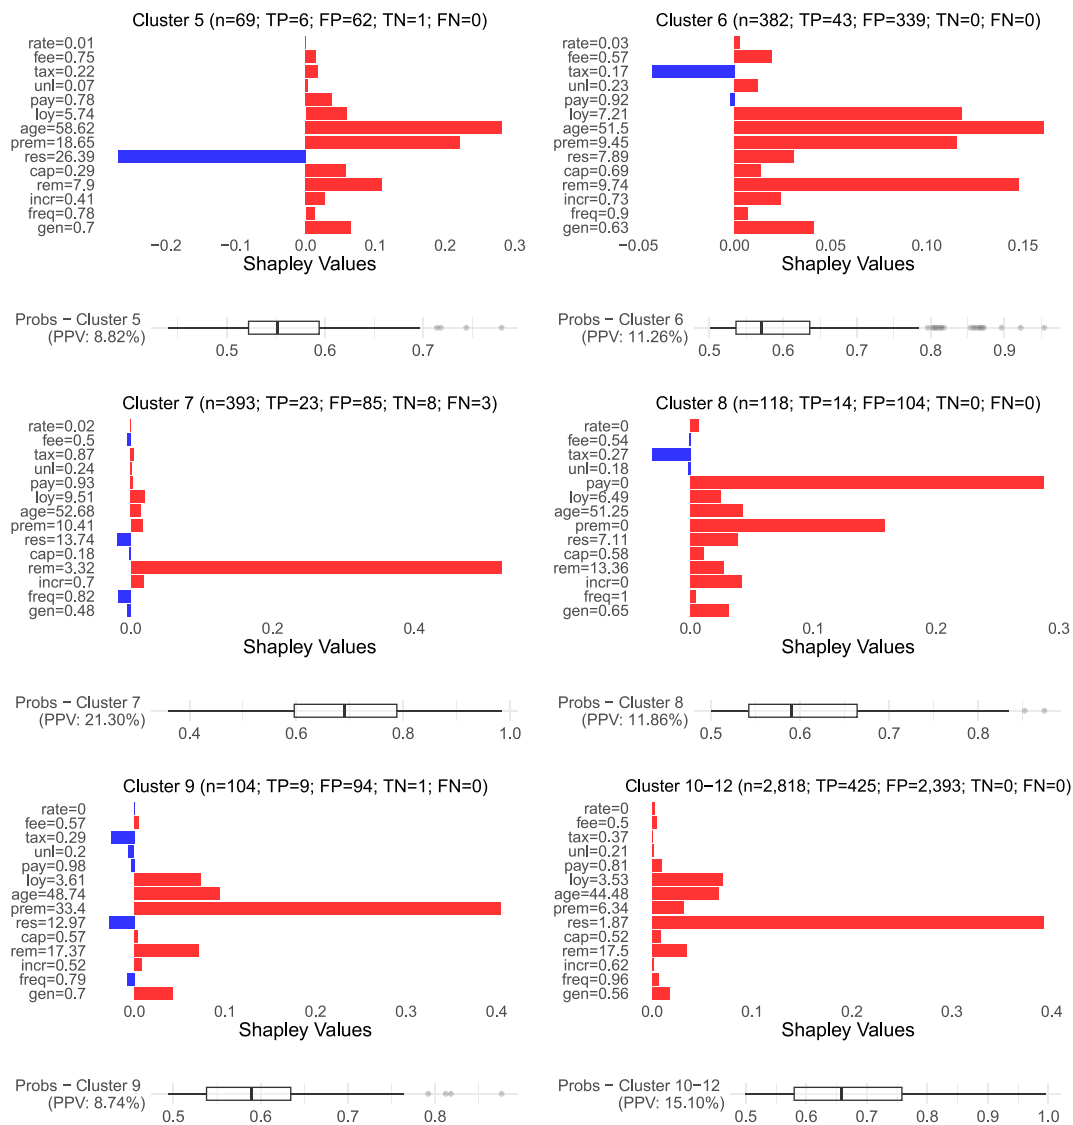 Cluster 5 (n=69; TP=6; FP=62; TN=1; FN=0)
rate=0.01
fee=0.75
tax=0.22
unl=0.07
pay=0.78
loy=5.74
age=58.62
prem=18.65
res=26.39
cap=0.29
rem=7.9
incr=0.41
freq=0.78
gen=0.7
−0.2 −0.1 0.0 0.1 0.2 0.3
Shapley Values
Probs − Cluster 5
(PPV: 8.82%)
0.5 0.6 0.7
Cluster 6 (n=382; TP=43; FP=339; TN=0; FN=0)
rate=0.03
fee=0.57
tax=0.17
unl=0.23
pay=0.92
loy=7.21
age=51.5
prem=9.45
res=7.89
cap=0.69
rem=9.74
incr=0.73
freq=0.9
gen=0.63
−0.05 0.00 0.05 0.10 0.15
Shapley Values
Probs − Cluster 6
(PPV: 11.26%)
0.5 0.6 0.7 0.8 0.9
Cluster 7 (n=393; TP=23; FP=85; TN=8; FN=3)
rate=0.02
fee=0.5
tax=0.87
unl=0.24
pay=0.93
loy=9.51
age=52.68
prem=10.41
res=13.74
cap=0.18
rem=3.32
incr=0.7
freq=0.82
gen=0.48
0.0 0.2 0.4
Shapley Values
Probs − Cluster 7
(PPV: 21.30%)
0.4 0.6 0.8 1.0
Cluster 8 (n=118; TP=14; FP=104; TN=0; FN=0)
rate=0
fee=0.54
tax=0.27
unl=0.18
pay=0
loy=6.49
age=51.25
prem=0
res=7.11
cap=0.58
rem=13.36
incr=0
freq=1
gen=0.65
0.0 0.1 0.2 0.3
Shapley Values
Probs − Cluster 8
(PPV: 11.86%)
0.5 0.6 0.7 0.8
Cluster 9 (n=104; TP=9; FP=94; TN=1; FN=0)
rate=0
fee=0.57
tax=0.29
unl=0.2
pay=0.98
loy=3.61
age=48.74
prem=33.4
res=12.97
cap=0.57
rem=17.37
incr=0.52
freq=0.79
gen=0.7
0.0 0.1 0.2 0.3 0.4
Shapley Values
Probs − Cluster 9
(PPV: 8.74%)
0.5 0.6 0.7 0.8
Cluster 10−12 (n=2,818; TP=425; FP=2,393; TN=0; FN=0)
rate=0
fee=0.5
tax=0.37
unl=0.21
pay=0.81
loy=3.53
age=44.48
prem=6.34
res=1.87
cap=0.52
rem=17.5
incr=0.62
freq=0.96
gen=0.56
0.0 0.1 0.2 0.3 0.4
Shapley Values
Probs − Cluster 10−12
(PPV: 15.10%)
0.5 0.6 0.7 0.8 0.9 1.0